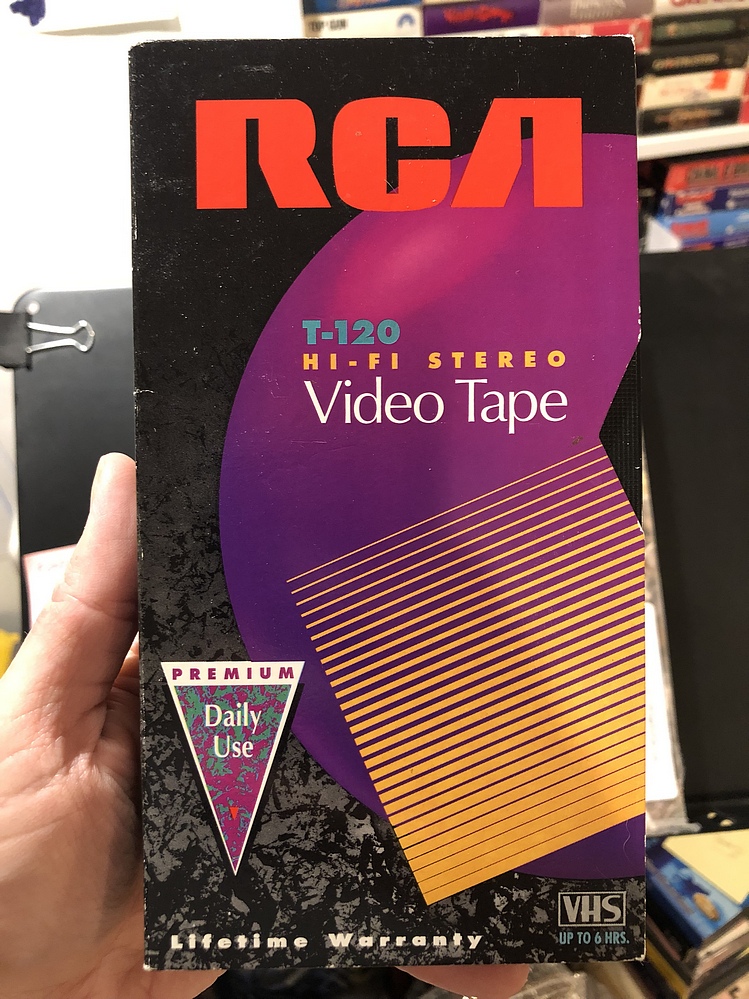 RCA
T-120
HI-FI STEREO
Video Tape
PREMIUM
Daily
Use
VHS
UP TO 6 HRS.
Lifetime Warranty